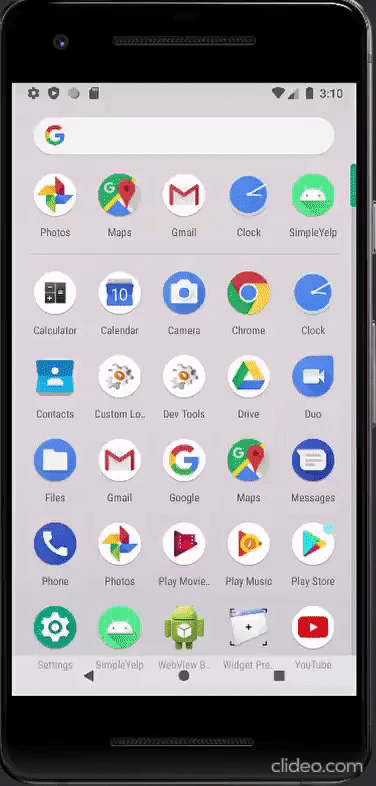 3:10
G
Photos Maps Gmail Clock SimpleYelp
10
Calculator Calendar Camera Chrome Clock
Contacts Custom Lo.. Dev Tools Drive Duo
G
Files Gmail Google Maps Messages
Phone Photos Play Movie.. Play Music Play Store
Settings SimpleYelp WebView B.. Widget Pre.. YouTube
clideo.com